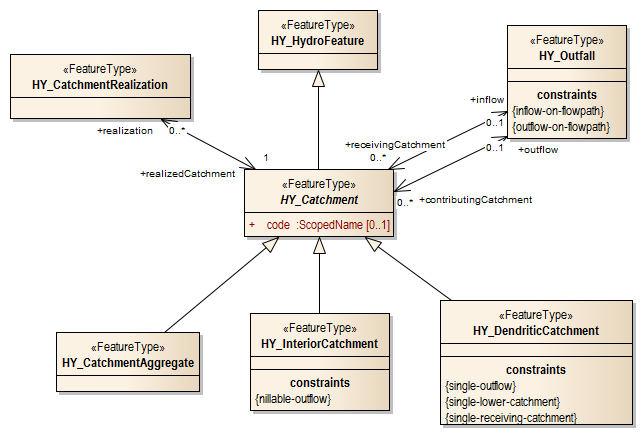 «FeatureType»
HY_HydroFeature
«FeatureType»
HY_CatchmentRealization
«FeatureType»
HY_Outfall
constraints
{inflow-on-flowpath}
{outflow-on-flowpath}
+inflow
0..1
+realization
0..*
+receivingCatchment
0..*
0..1
+outflow
1
+realizedCatchment
«FeatureType»
HY_Catchment
+ code :ScopedName [0..1]
0..*
+contributingCatchment
«FeatureType»
HY_CatchmentAggregate
«FeatureType»
HY_InteriorCatchment
constraints
{nillable-outflow}
«FeatureType»
HY_DendriticCatchment
constraints
{single-outflow}
{single-lower-catchment}
{single-receiving-catchment}